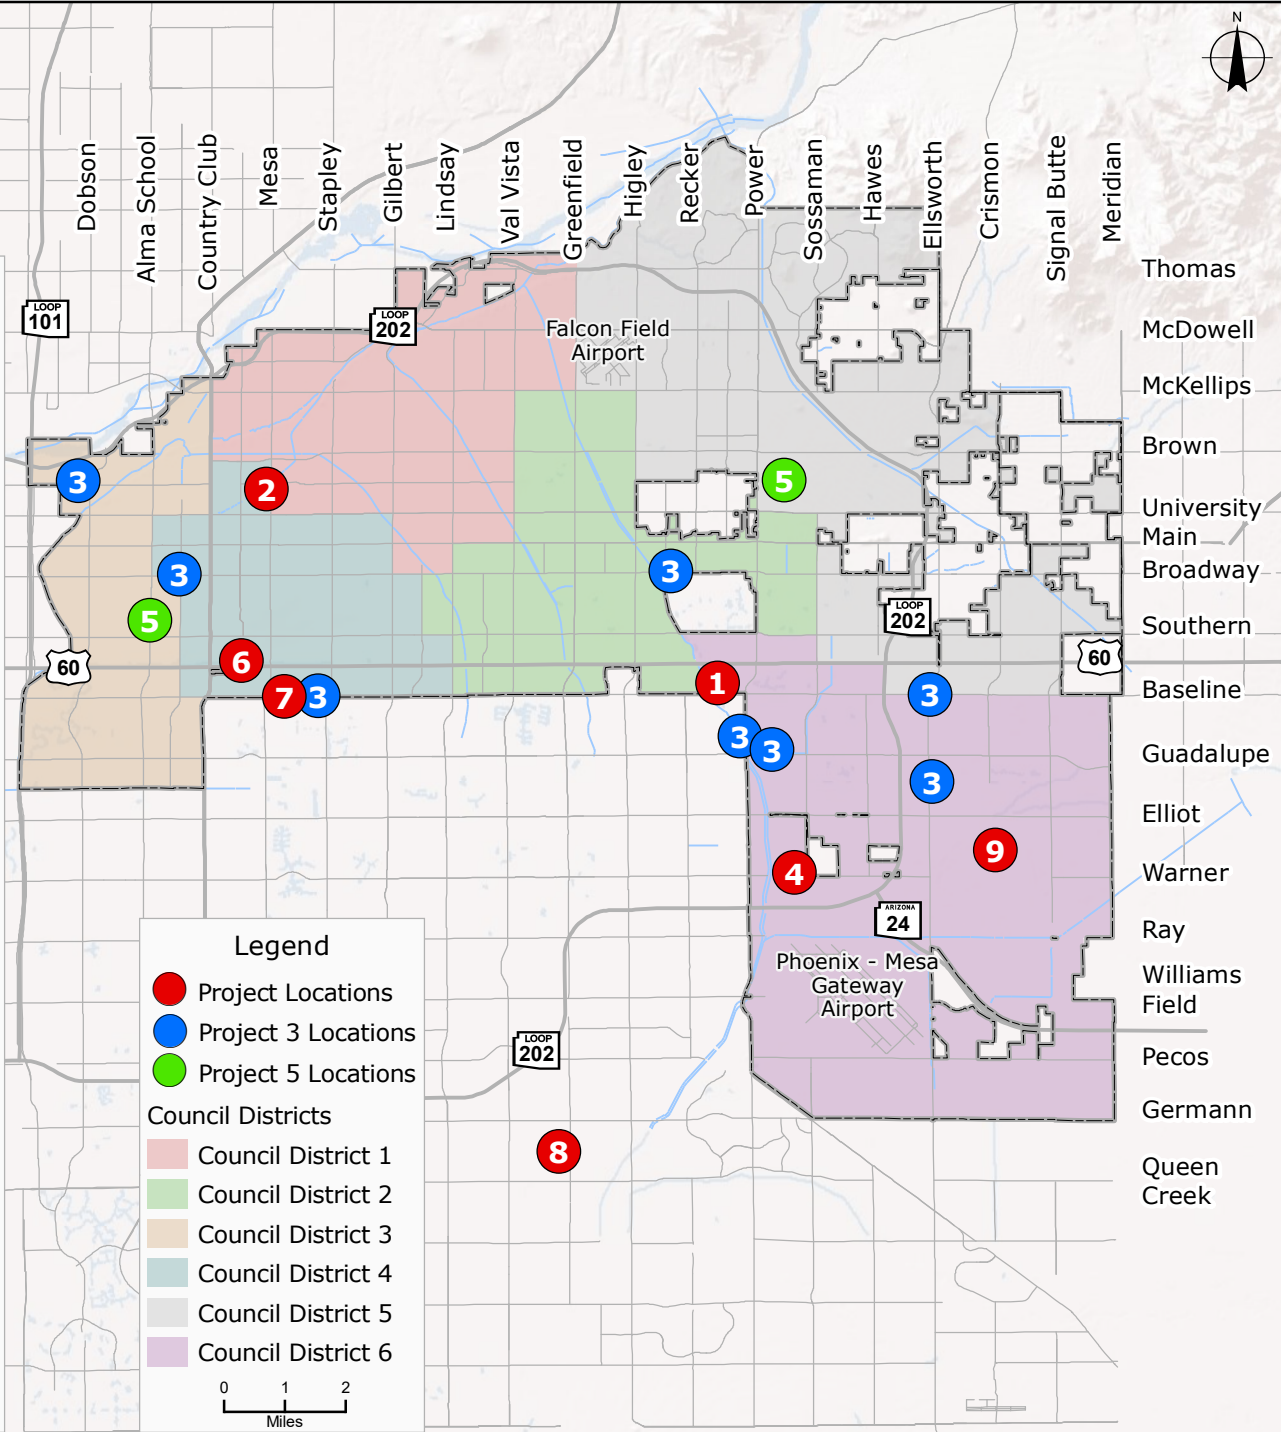 N
Dobson
Alma School
Country Club
Mesa
Stapley
Gilbert
Lindsay
Val Vista
Greenfield
Higley
Recker
Power
Sossaman
Hawes
Ellsworth
Crismon
Signal Butte
Meridian
Thomas
McDowell
McKellips
Brown
University
Main
Broadway
Southern
Baseline
Guadalupe
Elliot
Warner
Ray
Williams
Field
Pecos
Germann
Queen
Creek
LOOP
101
LOOP
202
Falcon Field
Airport
3
2
5
3
3
5
LOOP
202
6
60
60
1
7
3
3
3
3
3
9
4
ARIZONA
24
Phoenix - Mesa
Gateway
Airport
LOOP
202
8
Legend
Project Locations
Project 3 Locations
Project 5 Locations
Council Districts
Council District 1
Council District 2
Council District 3
Council District 4
Council District 5
Council District 6
0 1 2
Miles